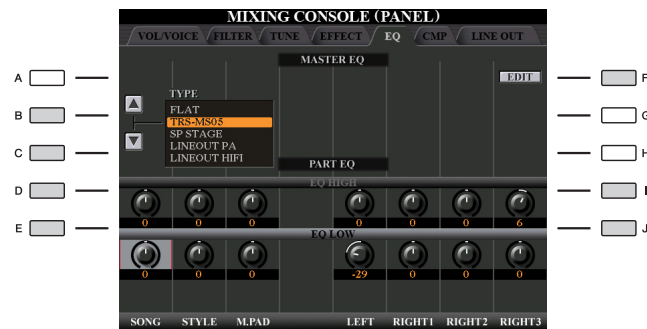 MIXING CONSOLE (PANEL)
VOL/VOICE FILTER TUNE EFFECT EQ CMP LINE OUT
MASTER EQ
A
F
EDIT
TYPE
B
FLAT
G
TRS-MS05
SP STAGE
C
LINEOUT PA
H
LINEOUT HIFI
PART EQ
EQ HIGH
D
I
0 0 0 0 0 0 6
E
EQ LOW
J
0 0 0 -29 0 0 0
SONG STYLE M.PAD LEFT RIGHT1 RIGHT2 RIGHT3